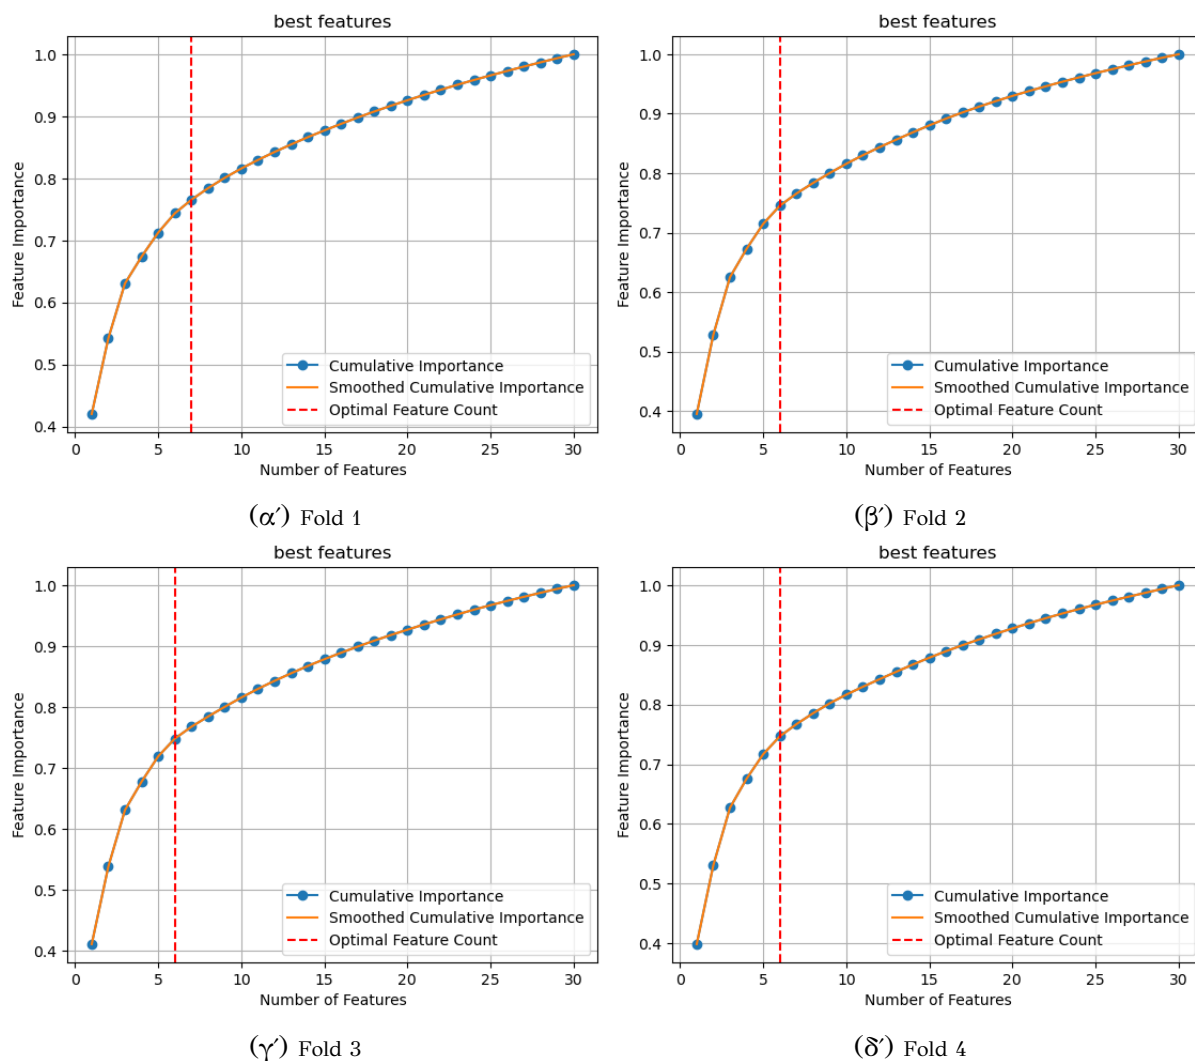 best features
1.0
0.9
0.8
0.7
0.6
0.5
0.4
Feature Importance
Cumulative Importance
Smoothed Cumulative Importance
Optimal Feature Count
0 5 10 15 20 25 30
Number of Features
(α′) Fold 1
best features
1.0
0.9
0.8
0.7
0.6
0.5
0.4
Feature Importance
Cumulative Importance
Smoothed Cumulative Importance
Optimal Feature Count
0 5 10 15 20 25 30
Number of Features
(β′) Fold 2
best features
1.0
0.9
0.8
0.7
0.6
0.5
0.4
Feature Importance
Cumulative Importance
Smoothed Cumulative Importance
Optimal Feature Count
0 5 10 15 20 25 30
Number of Features
(γ′) Fold 3
best features
1.0
0.9
0.8
0.7
0.6
0.5
0.4
Feature Importance
Cumulative Importance
Smoothed Cumulative Importance
Optimal Feature Count
0 5 10 15 20 25 30
Number of Features
(δ′) Fold 4